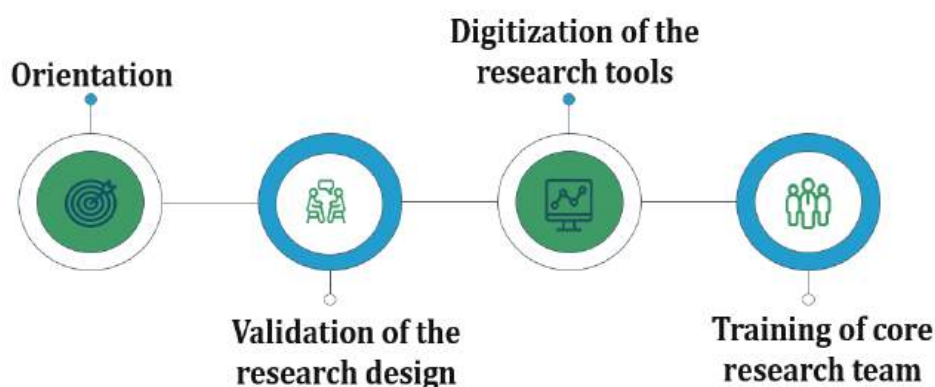 Orientation
Validation of the
research design
Digitization of the
research tools
Training of core
research team